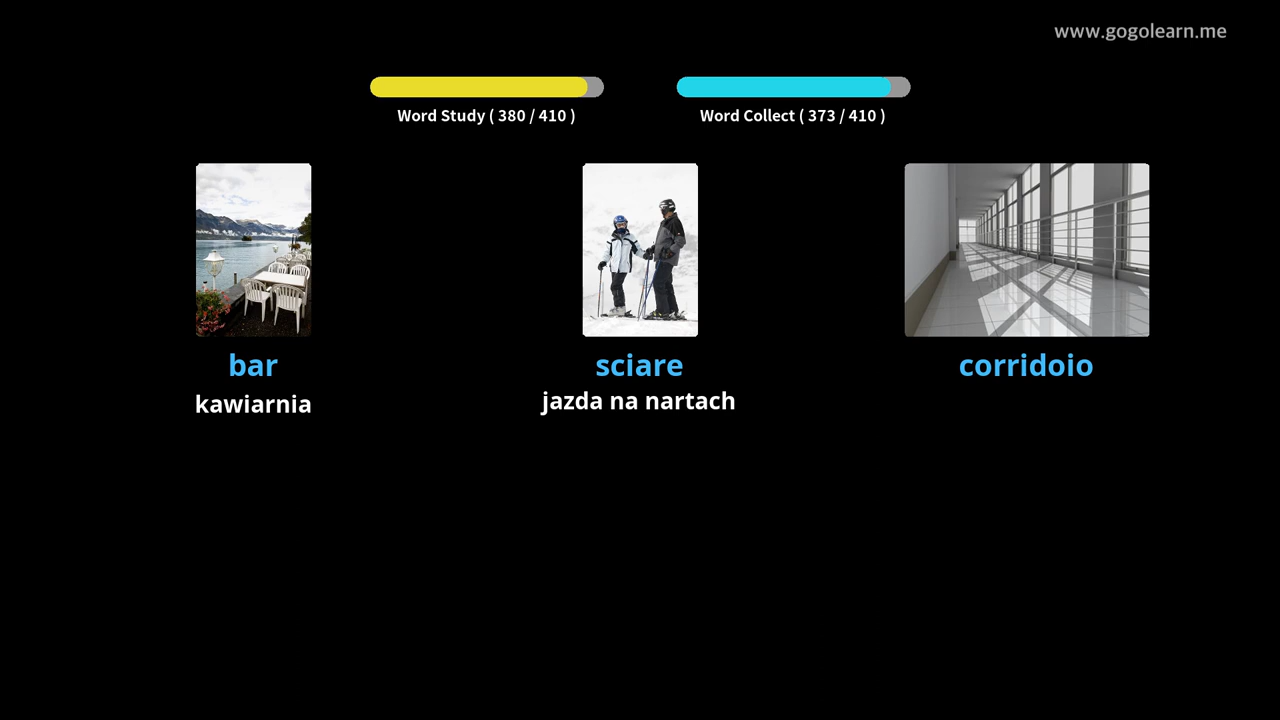 www.gogolearn.me
Word Study ( 380 / 410 )
Word Collect ( 373 / 410 )
bar
sciare
corridoio
kawiarnia
jazda na nartach